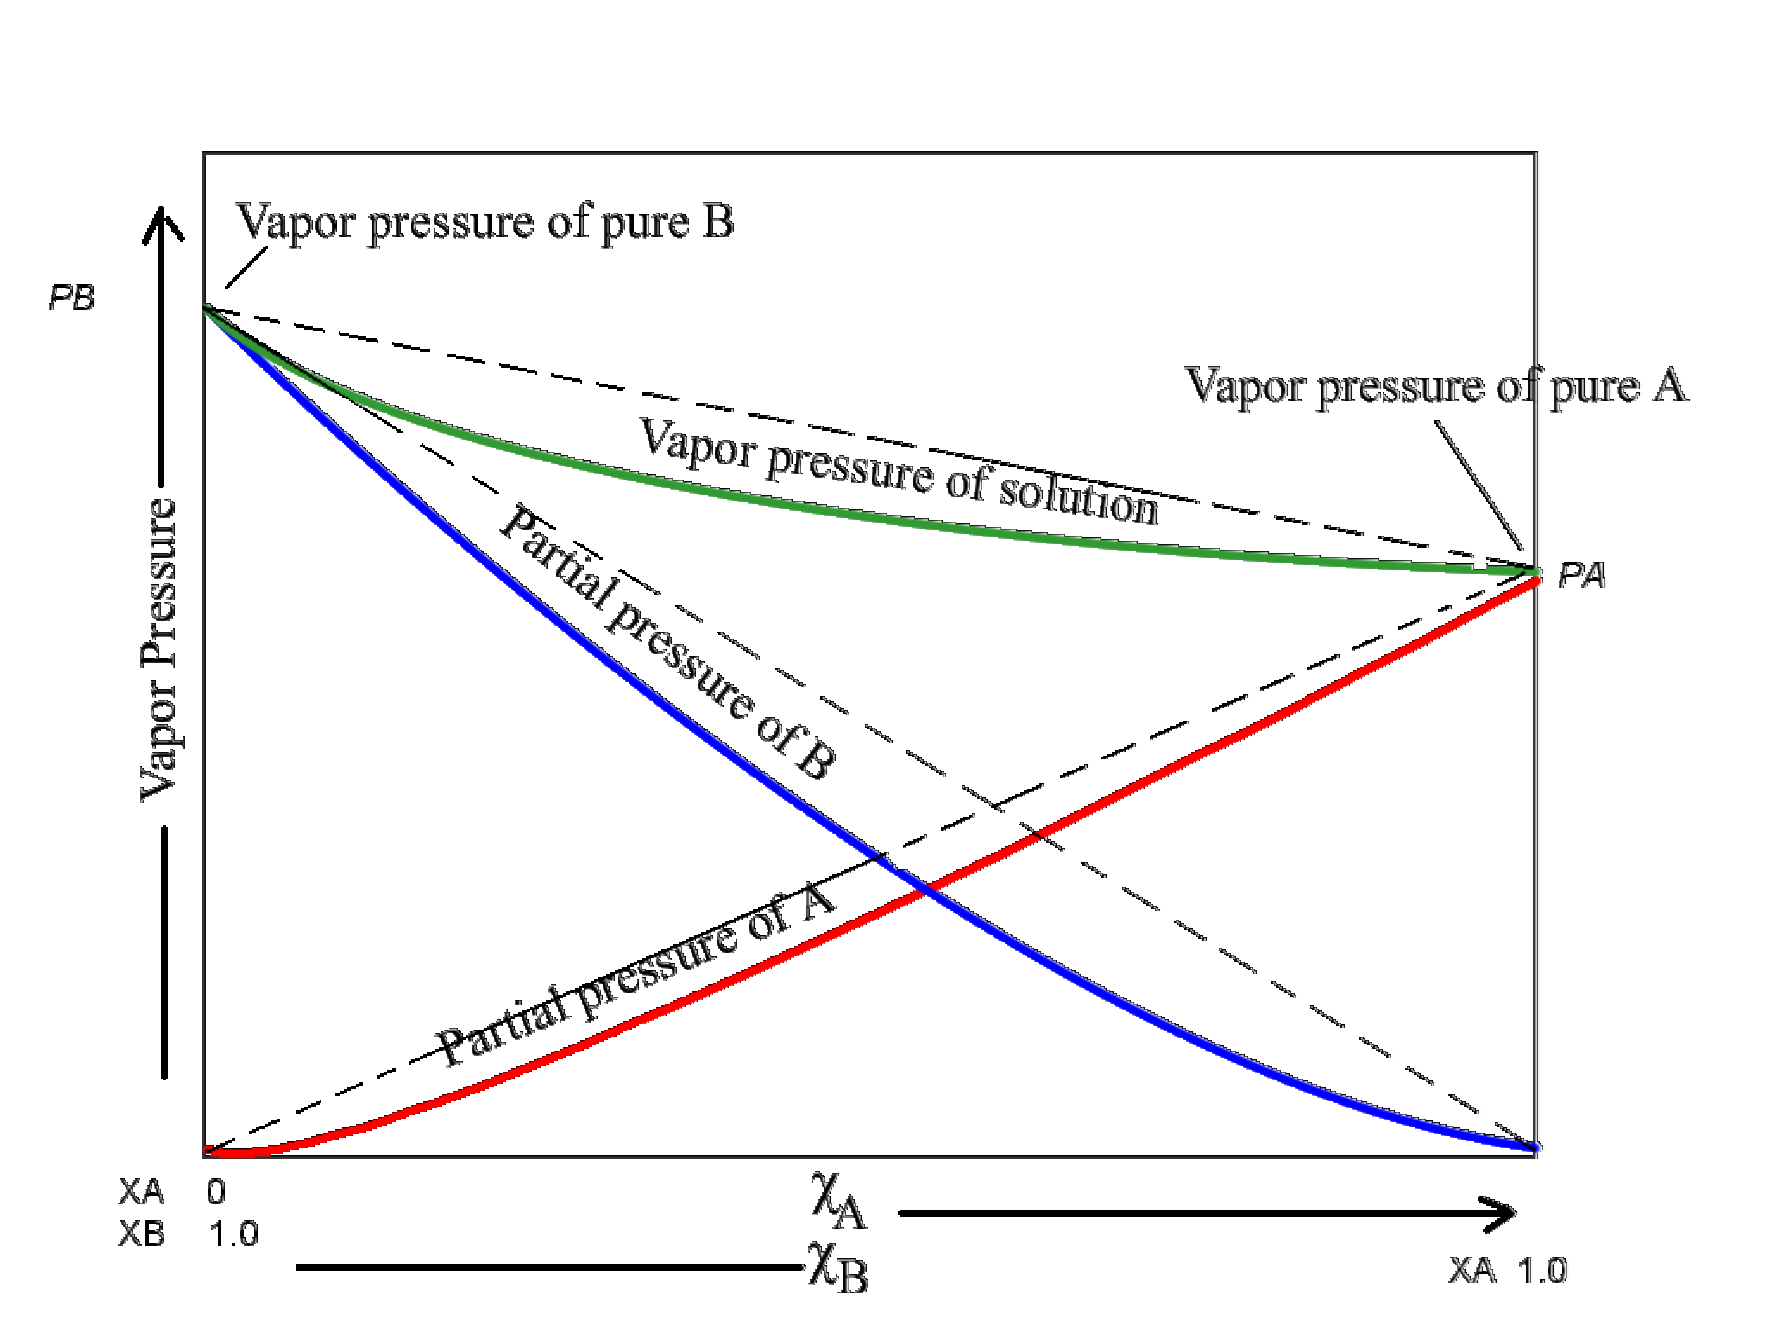 Vapor pressure of pure B
PB
Vapor pressure of pure A
Vapor pressure of solution
Partial pressure of B
PA
Vapor Pressure
Partial pressure of A
XA 0
XB 1.0
χA
χB
XA 1.0